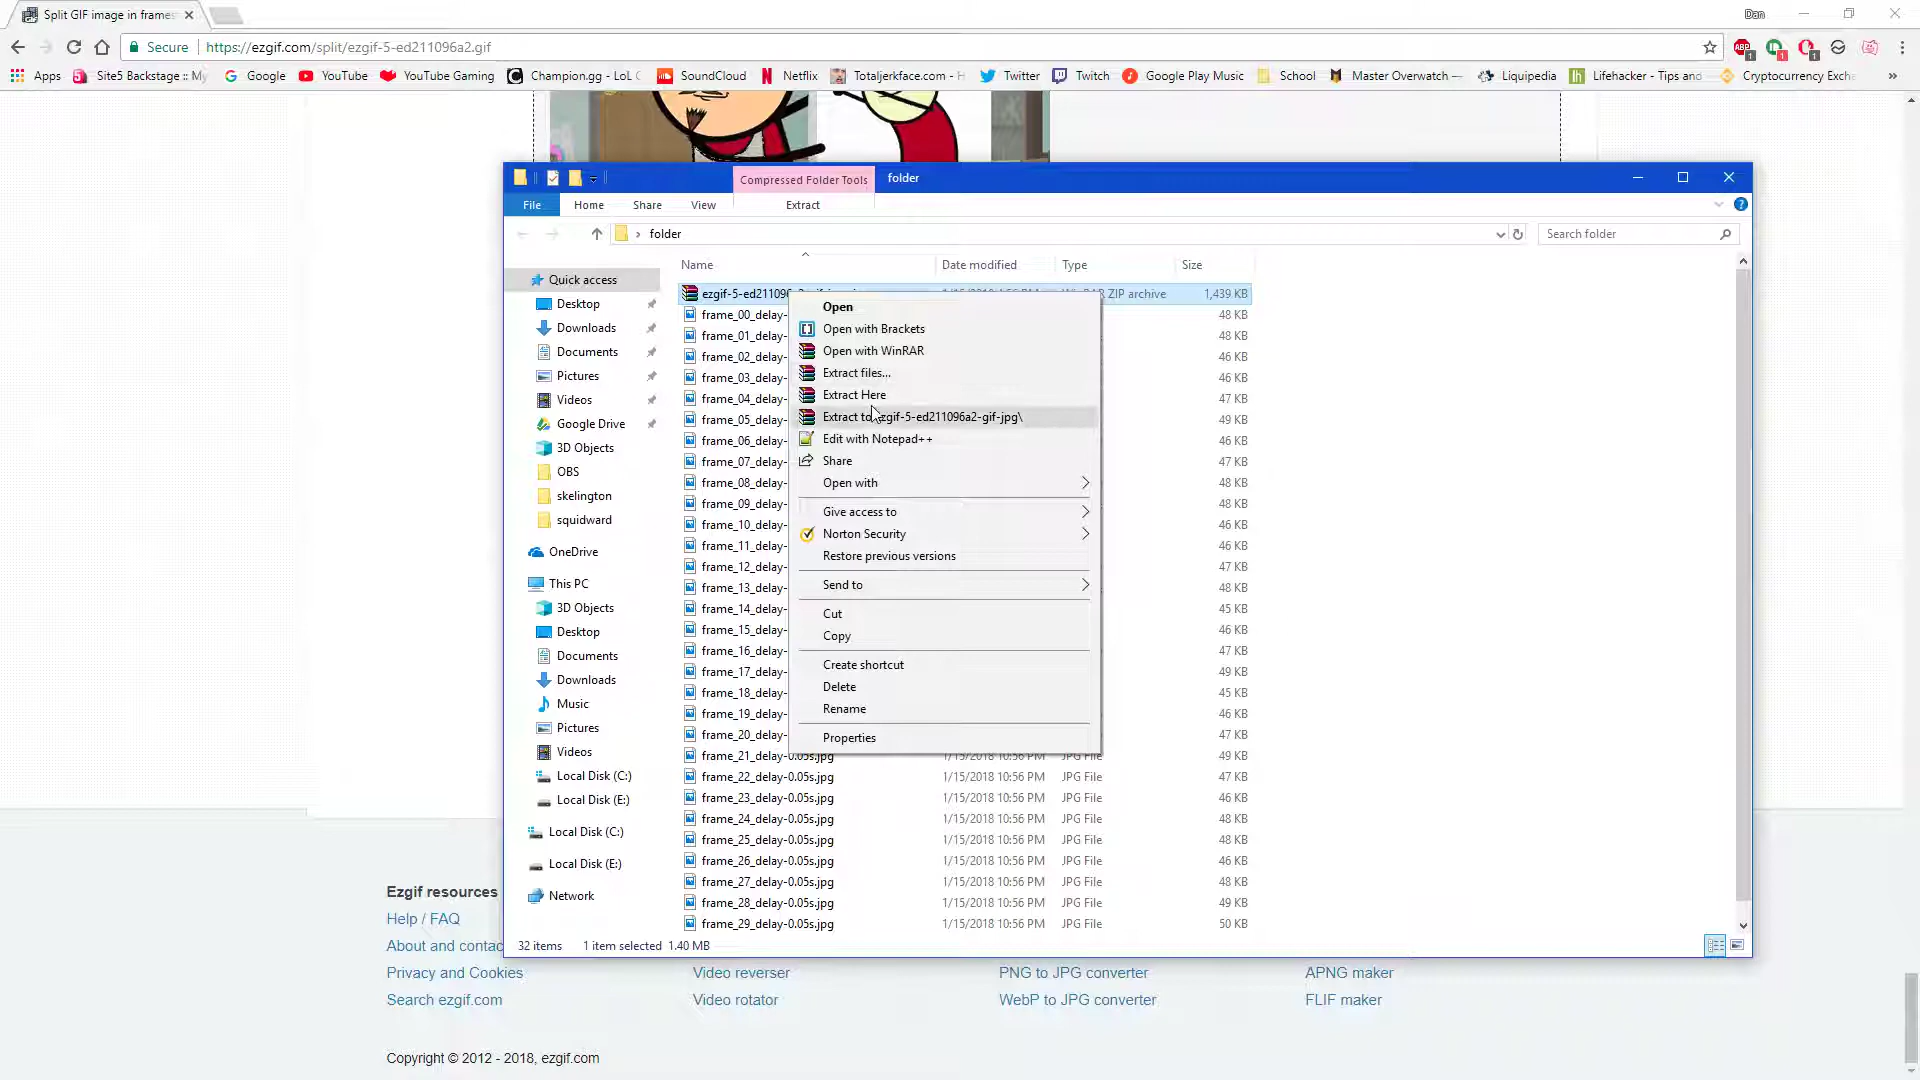 Split GIF image in frames
Dan
Secure https://ezgif.com/split/ezgif-5-ed211096a2.gif
Apps Site5 Backstage :: My Google YouTube YouTube Gaming Champion.gg - LoL SoundCloud Netflix Totaljerkface.com - Twitter Twitch Google Play Music School Master Overwatch — Liquipedia Lifehacker - Tips and Cryptocurrency Exch
Compressed Folder Tools folder
File Home Share View Extract
folder
Search folder
Name Date modified Type Size
Quick access
Desktop
Downloads
Documents
Pictures
Videos
Google Drive
3D Objects
OBS
skelington
squidward
OneDrive
This PC
3D Objects
Desktop
Documents
Downloads
Music
Pictures
Videos
Local Disk (C:)
Local Disk (E:)
Local Disk (C:)
Local Disk (E:)
Network
ezgif-5-ed211096 ZIP archive 1,439 KB
frame_00_delay- 48 KB
frame_01_delay- 48 KB
frame_02_delay- 46 KB
frame_03_delay- 46 KB
frame_04_delay- 47 KB
frame_05_delay- 49 KB
frame_06_delay- 46 KB
frame_07_delay- 47 KB
frame_08_delay- 48 KB
frame_09_delay- 48 KB
frame_10_delay- 46 KB
frame_11_delay- 46 KB
frame_12_delay- 47 KB
frame_13_delay- 48 KB
frame_14_delay- 45 KB
frame_15_delay- 46 KB
frame_16_delay- 47 KB
frame_17_delay- 49 KB
frame_18_delay- 45 KB
frame_19_delay- 46 KB
frame_20_delay- 47 KB
frame_21_delay-0.05s.jpg 1/15/2018 10:56 PM JPG File 49 KB
frame_22_delay-0.05s.jpg 1/15/2018 10:56 PM JPG File 47 KB
frame_23_delay-0.05s.jpg 1/15/2018 10:56 PM JPG File 46 KB
frame_24_delay-0.05s.jpg 1/15/2018 10:56 PM JPG File 48 KB
frame_25_delay-0.05s.jpg 1/15/2018 10:56 PM JPG File 48 KB
frame_26_delay-0.05s.jpg 1/15/2018 10:56 PM JPG File 46 KB
frame_27_delay-0.05s.jpg 1/15/2018 10:56 PM JPG File 48 KB
frame_28_delay-0.05s.jpg 1/15/2018 10:56 PM JPG File 49 KB
frame_29_delay-0.05s.jpg 1/15/2018 10:56 PM JPG File 50 KB
Open
Open with Brackets
Open with WinRAR
Extract files...
Extract Here
Extract to ezgif-5-ed211096a2-gif-jpg\
Edit with Notepad++
Share
Open with
Give access to
Norton Security
Restore previous versions
Send to
Cut
Copy
Create shortcut
Delete
Rename
Properties
32 items 1 item selected 1.40 MB
Ezgif resources
Help / FAQ
About and contac
Privacy and Cookies Video reverser PNG to JPG converter APNG maker
Search ezgif.com Video rotator WebP to JPG converter FLIF maker
Copyright © 2012 - 2018, ezgif.com